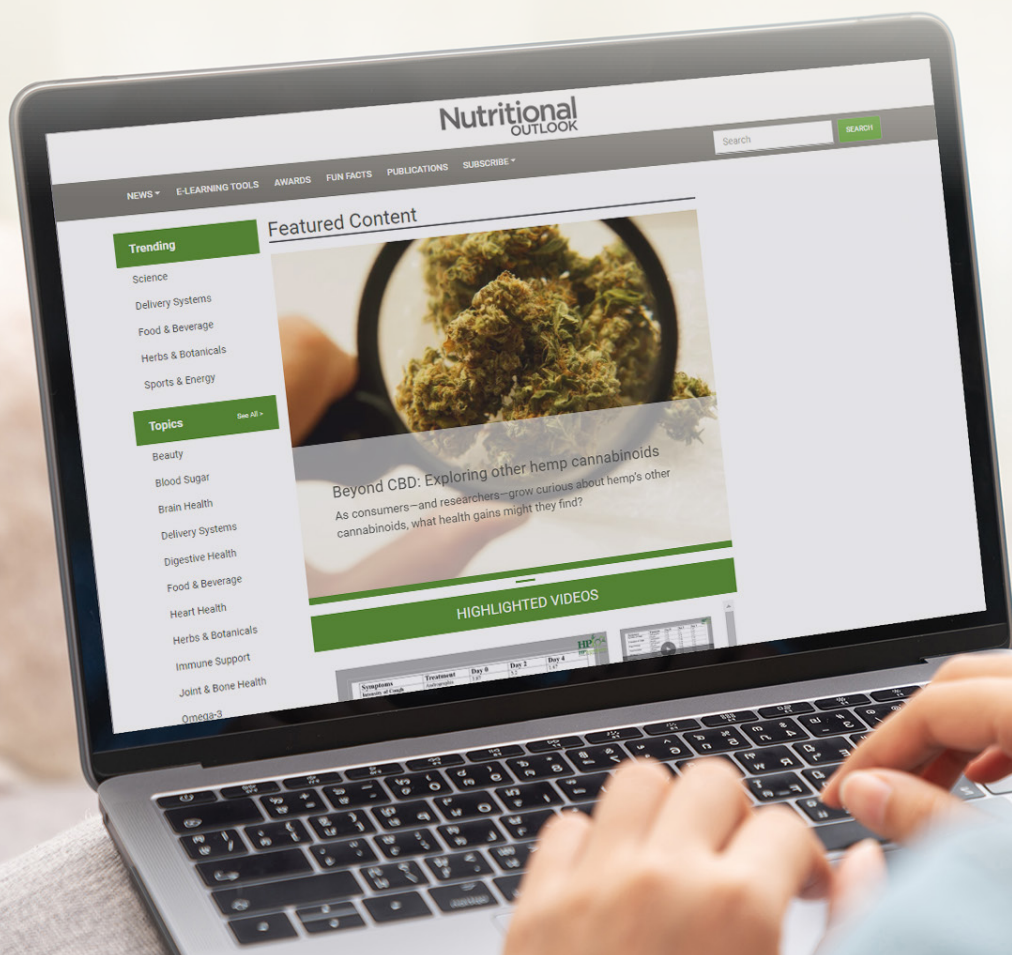 Nutritional
OUTLOOK
NEWS
E-LEARNING TOOLS
AWARDS
FUN FACTS
PUBLICATIONS
SUBSCRIBE
Search
SEARCH
Trending
Science
Delivery Systems
Food & Beverage
Herbs & Botanicals
Sports & Energy
Topics
See All >
Beauty
Blood Sugar
Brain Health
Delivery Systems
Digestive Health
Food & Beverage
Heart Health
Herbs & Botanicals
Immune Support
Joint & Bone Health
Omega-3
Featured Content
Beyond CBD: Exploring other hemp cannabinoids
As consumers—and researchers—grow curious about hemp's other
cannabinoids, what health gains might they find?
HIGHLIGHTED VIDEOS
Symptoms Treatment Day 0 Day 2 Day 4
Intensity of Cough